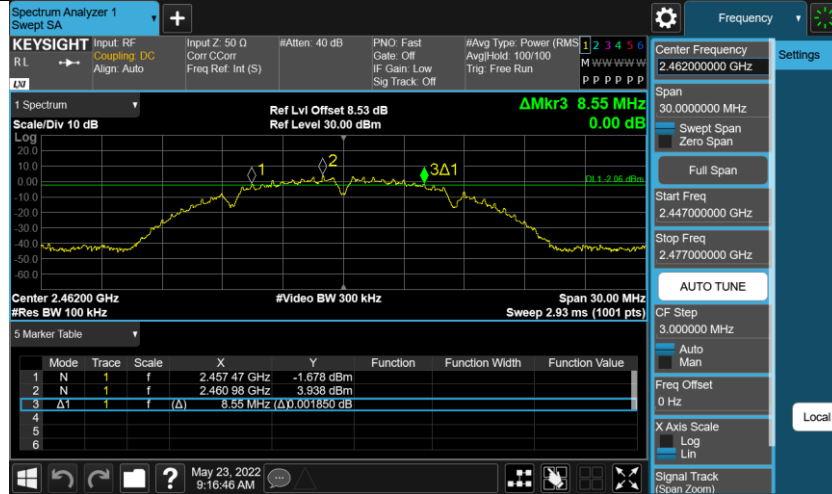 Spectrum Analyzer 1
Swept SA
+
Frequency
KEYSIGHT
RL
LXI
Input: RF
Coupling: DC
Align: Auto
Input Z: 50 Ω
Corr CCorr
Freq Ref: Int (S)
#Atten: 40 dB
PNO: Fast
Gate: Off
IF Gain: Low
Sig Track: Off
#Avg Type: Power (RMS
Avg|Hold: 100/100
Trig: Free Run
1 2 3 4 5 6
M W W W W W
P P P P P P
1 Spectrum
Scale/Div 10 dB
Ref Lvl Offset 8.53 dB
Ref Level 30.00 dBm
ΔMkr3 8.55 MHz
0.00 dB
Log
20.0
10.0
0.00
-10.0
-20.0
-30.0
-40.0
-50.0
-60.0
1
2
3Δ1
DL1 -2.06 dBm
Center 2.46200 GHz
#Res BW 100 kHz
#Video BW 300 kHz
Span 30.00 MHz
Sweep 2.93 ms (1001 pts)
5 Marker Table
Mode Trace Scale X Y Function Function Width Function Value
1 N 1 f 2.457 47 GHz -1.678 dBm
2 N 1 f 2.460 98 GHz 3.938 dBm
3 Δ1 1 f (Δ) 8.55 MHz (Δ)0.001850 dB
4
5
6
?
May 23, 2022
9:16:46 AM
Center Frequency
2.462000000 GHz
Span
30.0000000 MHz
Swept Span
Zero Span
Full Span
Start Freq
2.447000000 GHz
Stop Freq
2.477000000 GHz
AUTO TUNE
CF Step
3.000000 MHz
Auto
Man
Freq Offset
0 Hz
X Axis Scale
Log
Lin
Signal Track
(Span Zoom)
Settings
Local